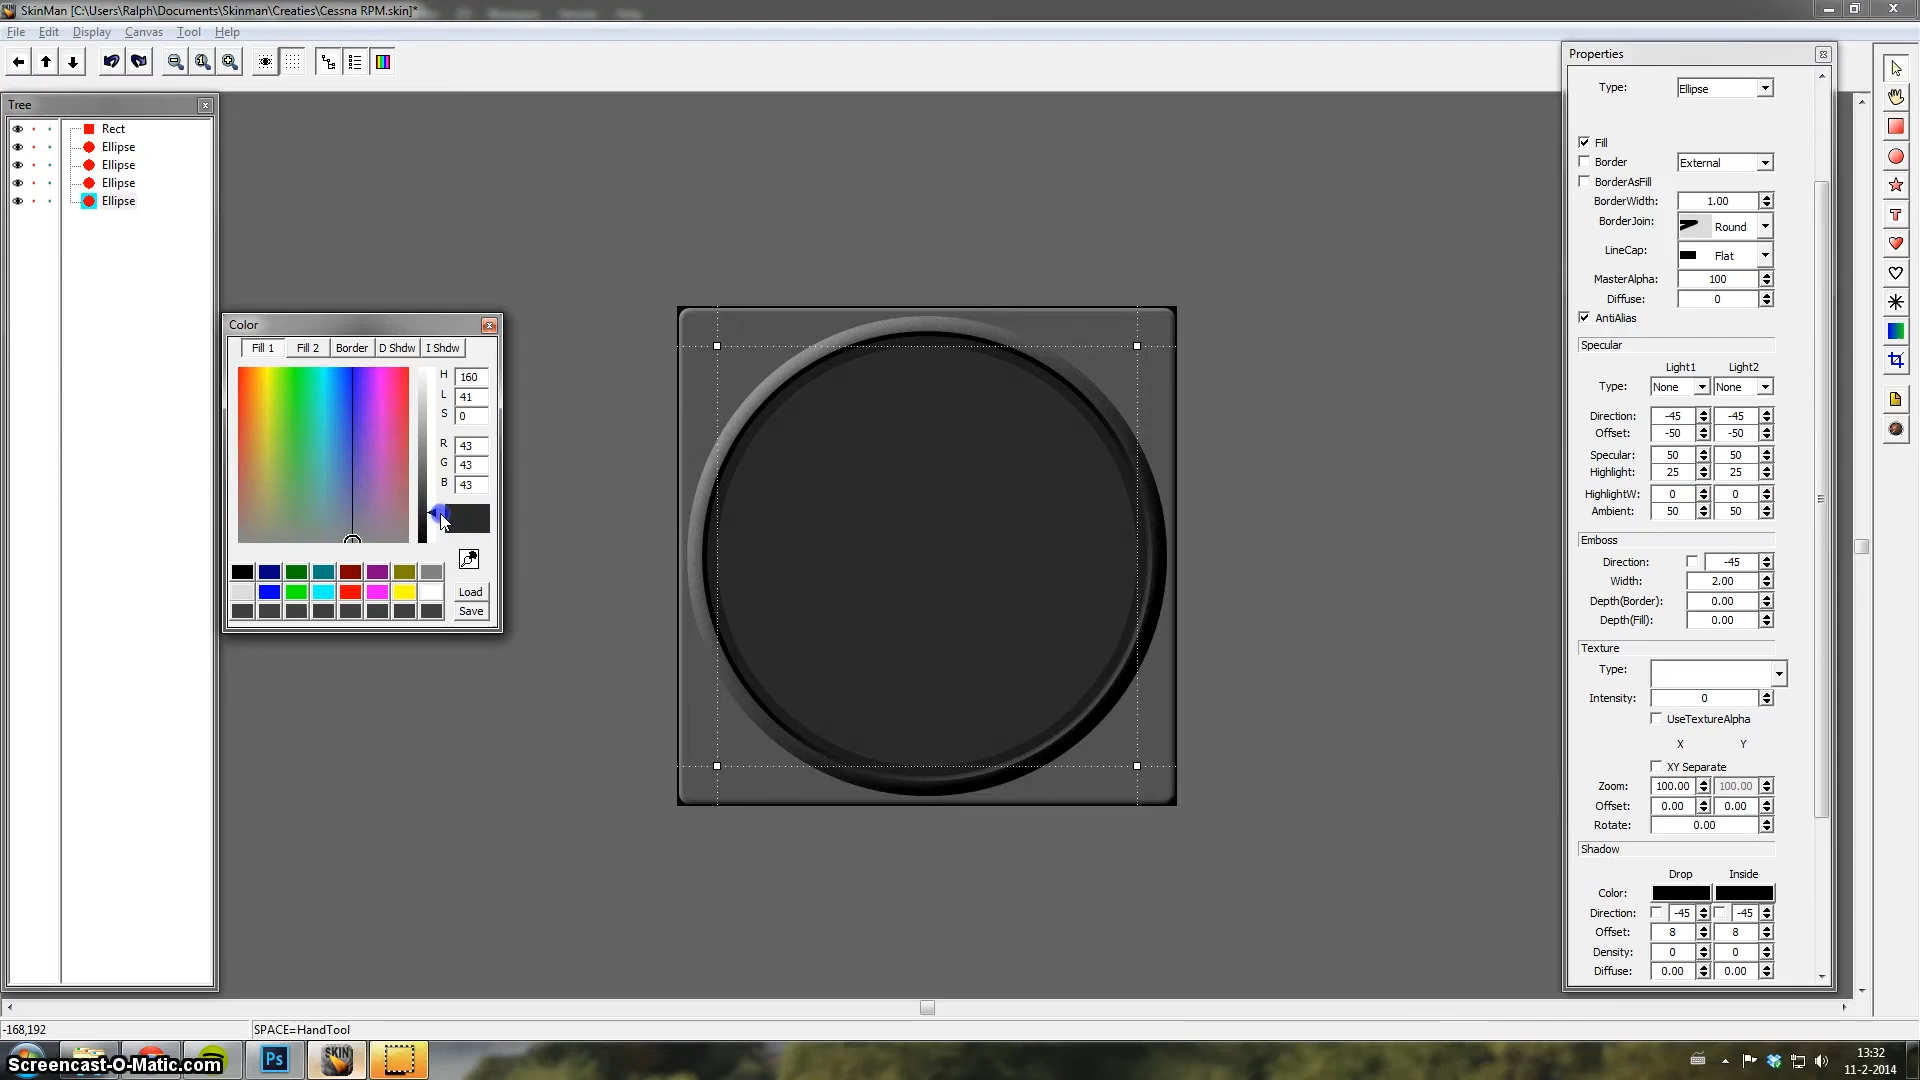 SkinMan [C:\Users\Ralph\Documents\Skinman\Creaties\Cessna RPM.skin]*
File Edit Display Canvas Tool Help
Tree
Rect
Ellipse
Ellipse
Ellipse
Ellipse
Color
Fill 1 Fill 2 Border D Shdw I Shdw
H 160
L 41
S 0
R 43
G 43
B 43
Load
Save
Properties
Type: Ellipse
Fill
Border External
BorderAsFill
BorderWidth: 1.00
BorderJoin: Round
LineCap: Flat
MasterAlpha: 100
Diffuse: 0
AntiAlias
Specular
Light1 Light2
Type: None None
Direction: -45 -45
Offset: -50 -50
Specular: 50 50
Highlight: 25 25
HighlightW: 0 0
Ambient: 50 50
Emboss
Direction: -45
Width: 2.00
Depth(Border): 0.00
Depth(Fill): 0.00
Texture
Type:
Intensity: 0
UseTextureAlpha
X Y
XY Separate
Zoom: 100.00 100.00
Offset: 0.00 0.00
Rotate: 0.00
Shadow
Drop Inside
Color:
Direction: -45 -45
Offset: 8 8
Density: 0 0
Diffuse: 0.00 0.00
-168,192 SPACE=HandTool
Screencast-O-Matic.com
Ps
SKIN
13:32
11-2-2014